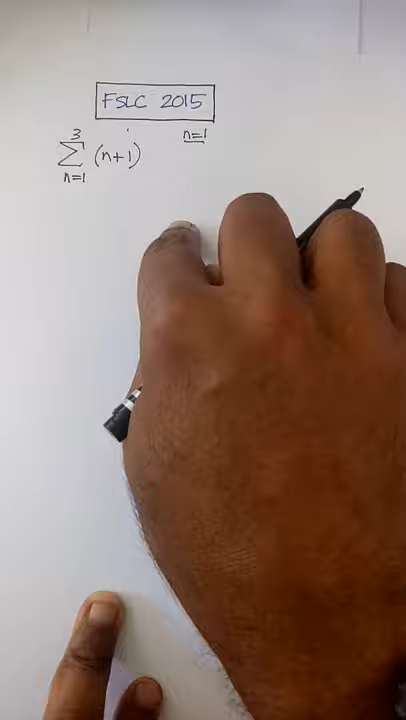 FSLC 2015
3
∑ (n+1)
n=1
n=1